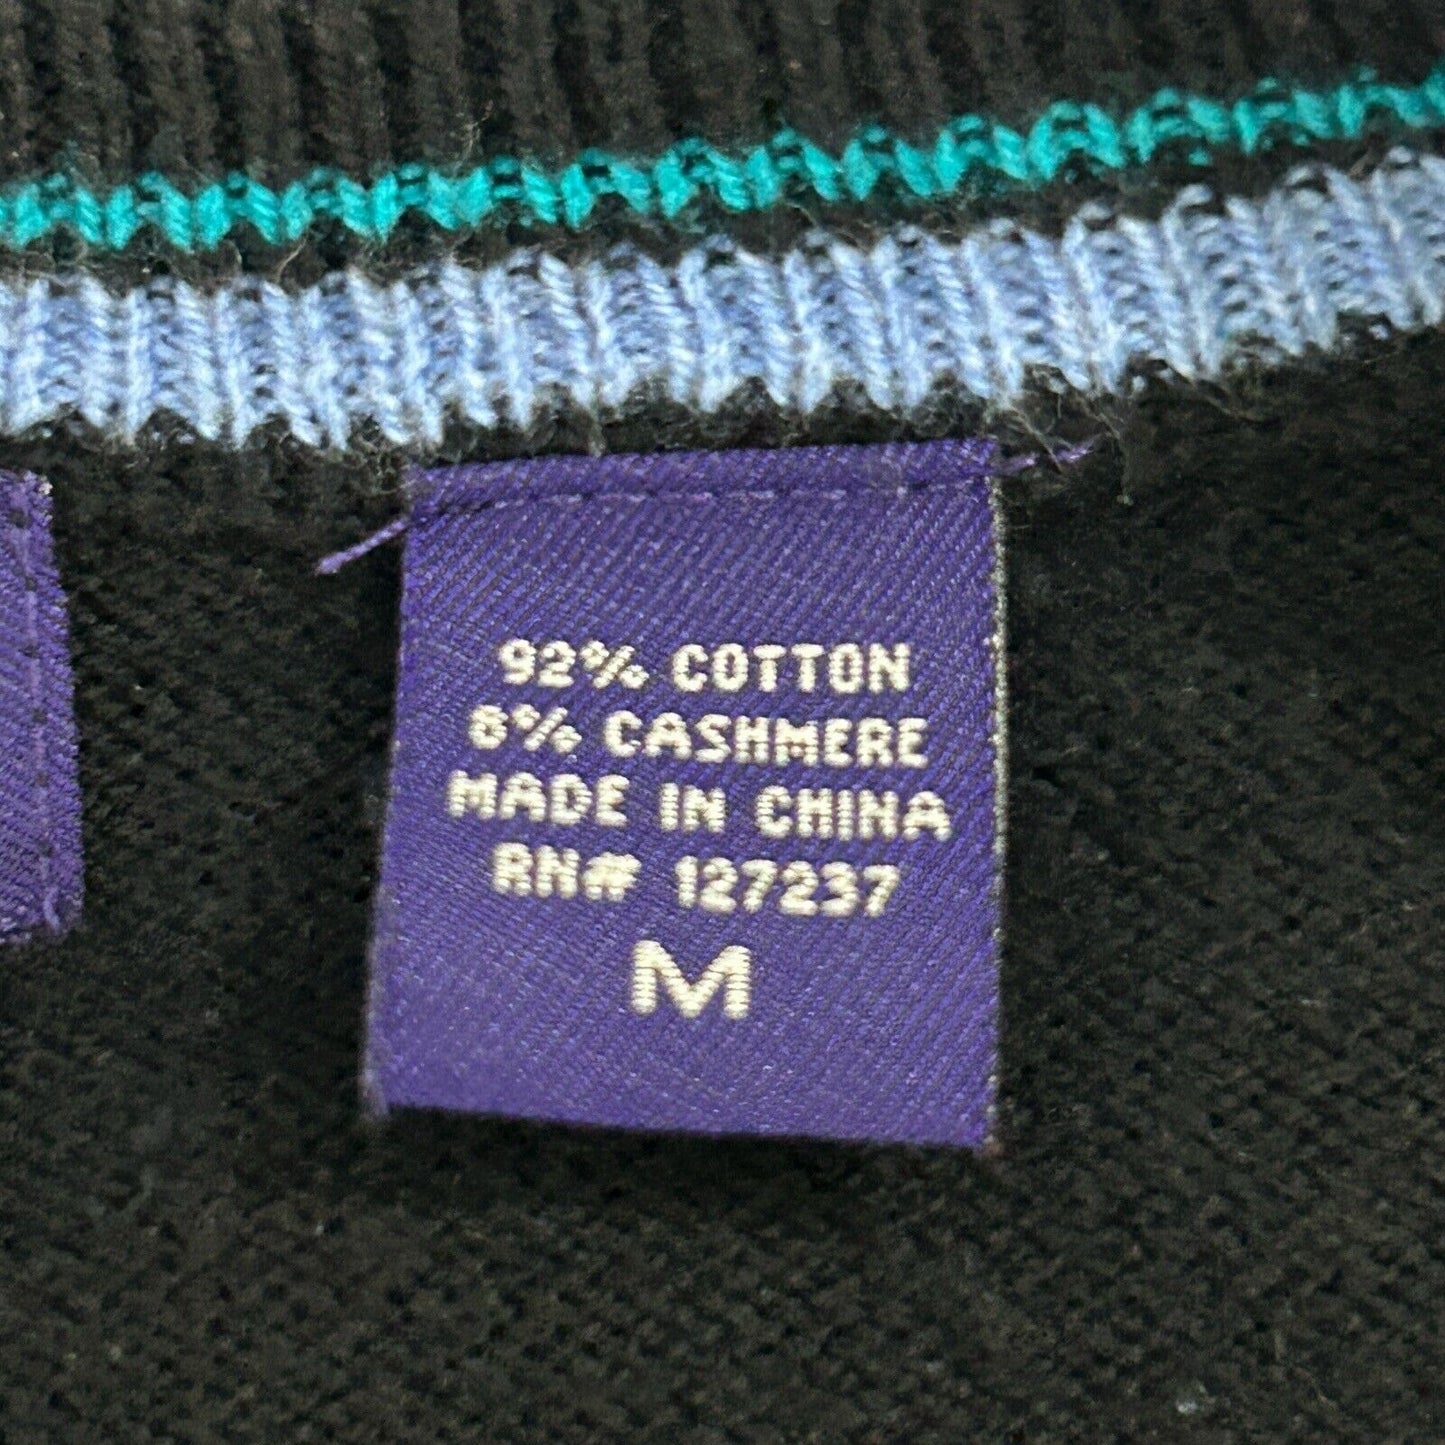 92% COTTON
8% CASHMERE
MADE IN CHINA
RN# 127237
M